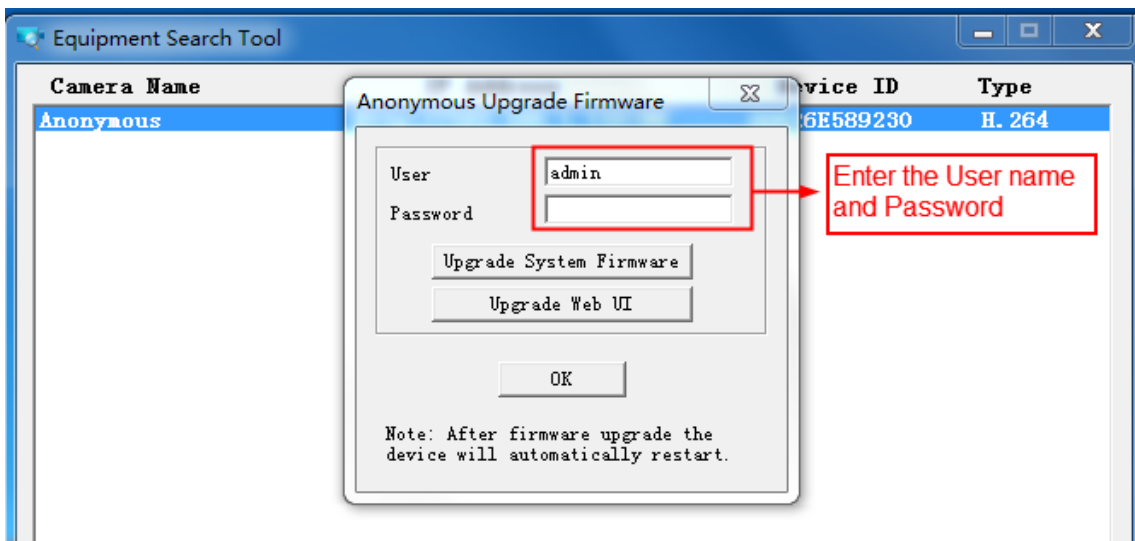 Equipment Search Tool
Camera Name
Device ID
Type
Anonymous
6E589230
H.264
Anonymous Upgrade Firmware
User
admin
Password
Enter the User name
and Password
Upgrade System Firmware
Upgrade Web UI
OK
Note: After firmware upgrade the
device will automatically restart.